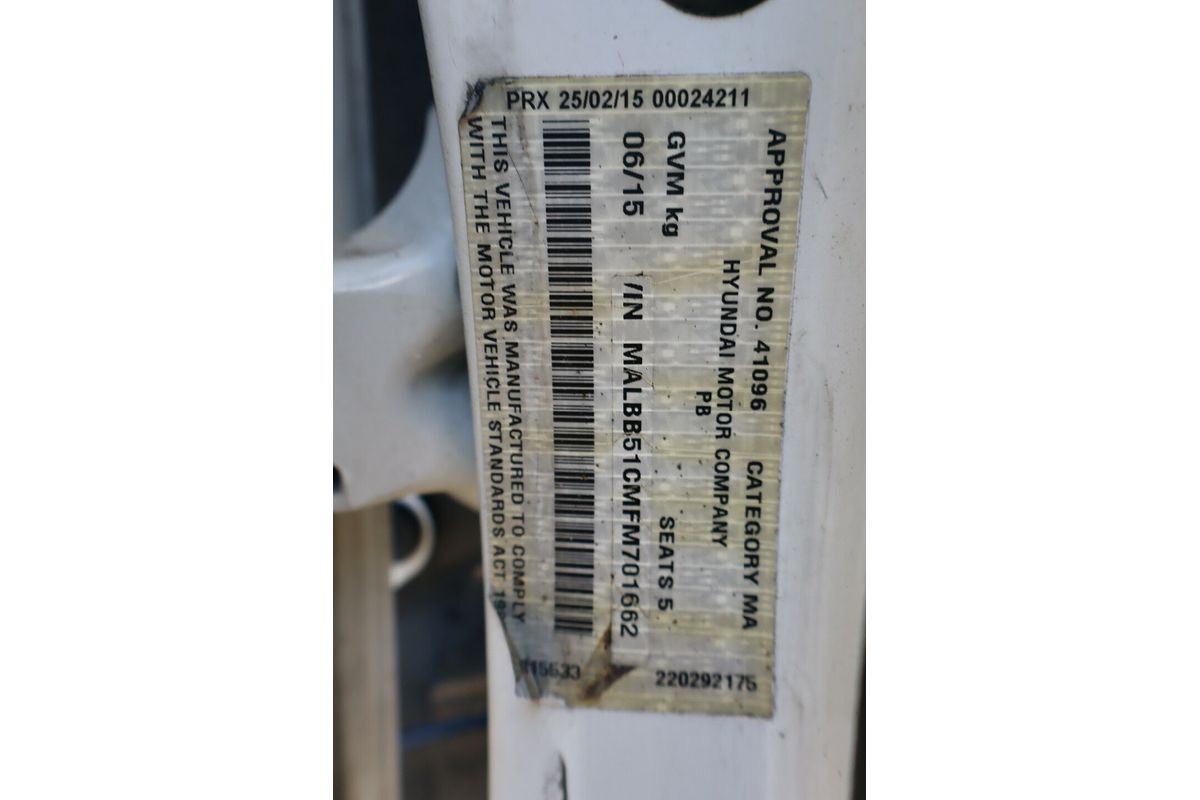 PRX 25/02/15 00024211
APPROVAL NO. 41096 CATEGORY MA
HYUNDAI MOTOR COMPANY
PB
GVM kg SEATS 5
06/15 VIN MALBB51CMFM701662
THIS VEHICLE WAS MANUFACTURED TO COMPLY
WITH THE MOTOR VEHICLE STANDARDS ACT
220292175